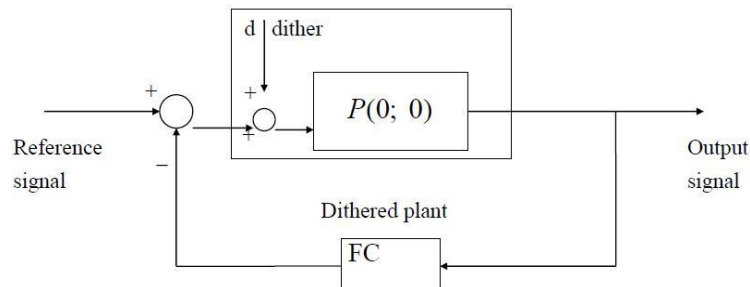 d dither
+
+
P(0; 0)
+
Reference
signal
−
Output
signal
Dithered plant
FC